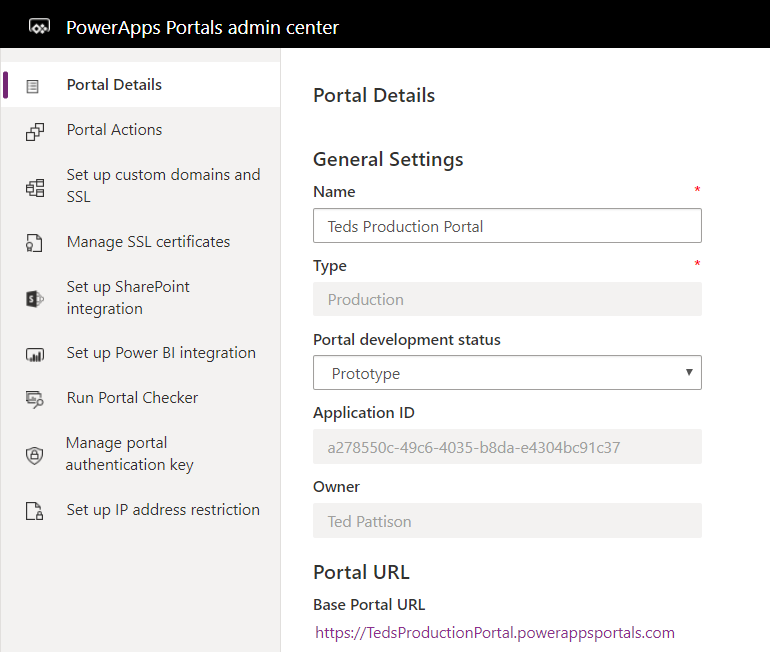 PowerApps Portals admin center
Portal Details
Portal Actions
Set up custom domains and
SSL
Manage SSL certificates
Set up SharePoint
integration
Set up Power BI integration
Run Portal Checker
Manage portal
authentication key
Set up IP address restriction
Portal Details
General Settings
Name *
Teds Production Portal
Type *
Production
Portal development status
Prototype
Application ID
a278550c-49c6-4035-b8da-e4304bc91c37
Owner
Ted Pattison
Portal URL
Base Portal URL
https://TedsProductionPortal.powerappsportals.com